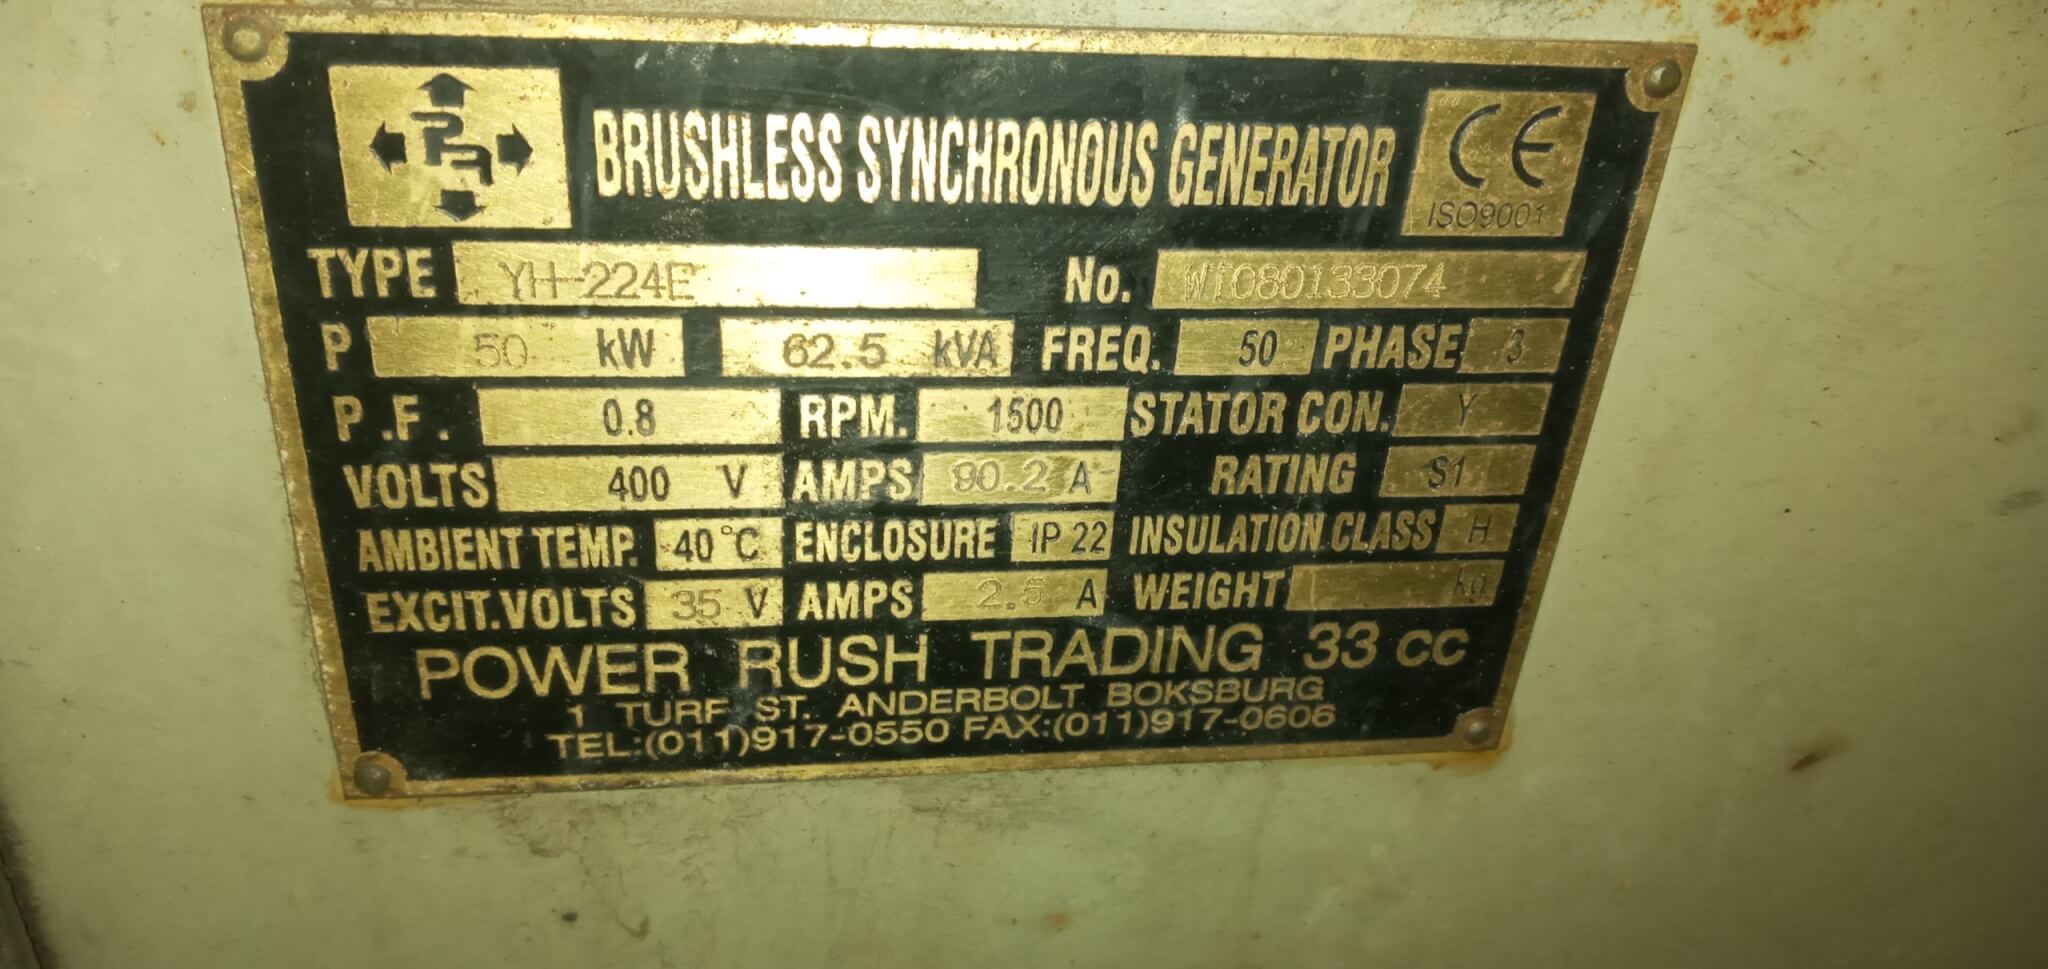 PRA
BRUSHLESS SYNCHRONOUS GENERATOR
CE
ISO9001
TYPE YH-224E No. WT080133074
P 50 kW 62.5 kVA FREQ. 50 PHASE 3
P.F. 0.8 RPM. 1500 STATOR CON. Y
VOLTS 400 V AMPS 90.2 A RATING S1
AMBIENT TEMP. 40°C ENCLOSURE IP 22 INSULATION CLASS H
EXCIT.VOLTS 35 V AMPS 2.5 A WEIGHT kg
POWER RUSH TRADING 33 CC
1 TURF ST. ANDERBOLT BOKSBURG
TEL:(011)917-0550 FAX:(011)917-0606